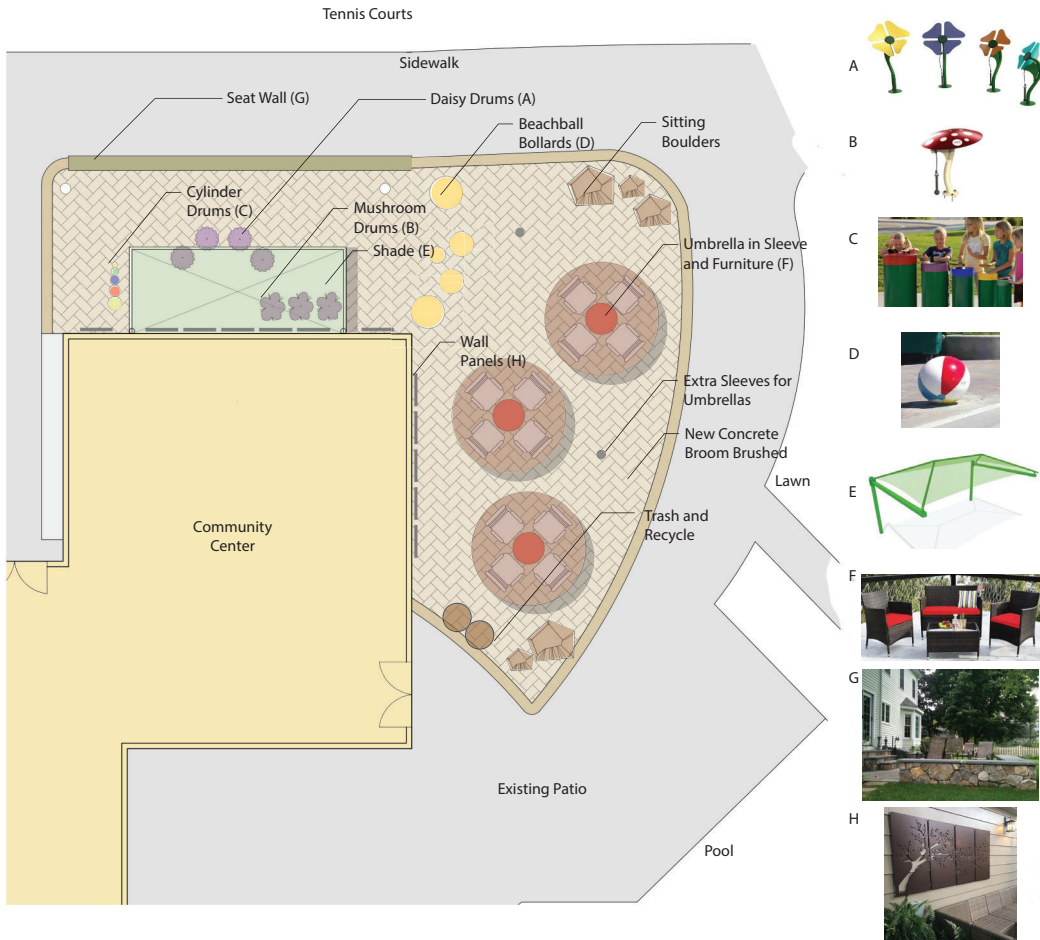 Tennis Courts
Sidewalk
Seat Wall (G)
Daisy Drums (A)
Beachball
Bollards (D)
Sitting
Boulders
Cylinder
Drums (C)
Mushroom
Drums (B)
Shade (E)
Umbrella in Sleeve
and Furniture (F)
Wall
Panels (H)
Extra Sleeves for
Umbrellas
New Concrete
Broom Brushed
Lawn
Trash and
Recycle
Community
Center
Existing Patio
Pool
A
B
C
D
E
F
G
H